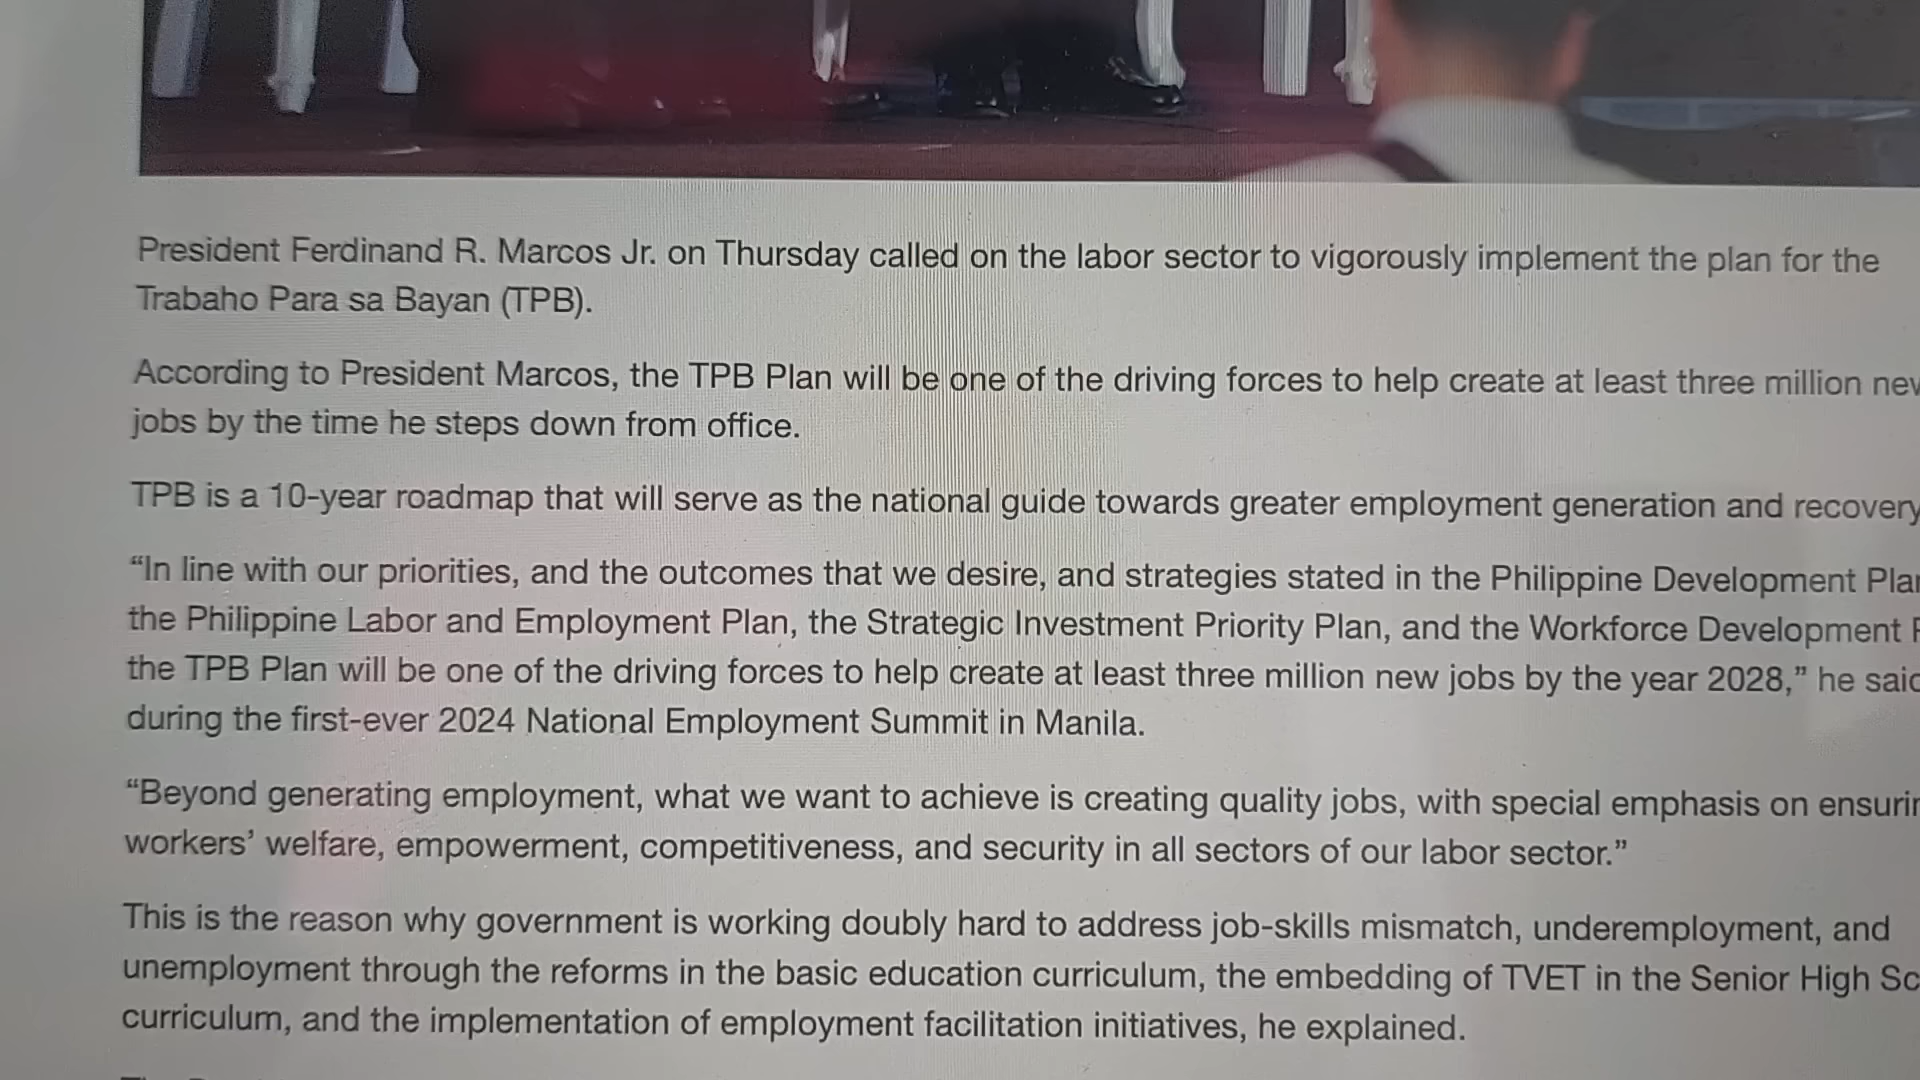 President Ferdinand R. Marcos Jr. on Thursday called on the labor sector to vigorously implement the plan for the
Trabaho Para sa Bayan (TPB).
According to President Marcos, the TPB Plan will be one of the driving forces to help create at least three million
jobs by the time he steps down from office.
TPB is a 10-year roadmap that will serve as the national guide towards greater employment generation and recovery
“In line with our priorities, and the outcomes that we desire, and strategies stated in the Philippine Development
the Philippine Labor and Employment Plan, the Strategic Investment Priority Plan, and the Workforce Development
the TPB Plan will be one of the driving forces to help create at least three million new jobs by the year 2028,” he
during the first-ever 2024 National Employment Summit in Manila.
“Beyond generating employment, what we want to achieve is creating quality jobs, with special emphasis on
workers’ welfare, empowerment, competitiveness, and security in all sectors of our labor sector.”
This is the reason why government is working doubly hard to address job-skills mismatch, underemployment, and
unemployment through the reforms in the basic education curriculum, the embedding of TVET in the Senior High
curriculum, and the implementation of employment facilitation initiatives, he explained.